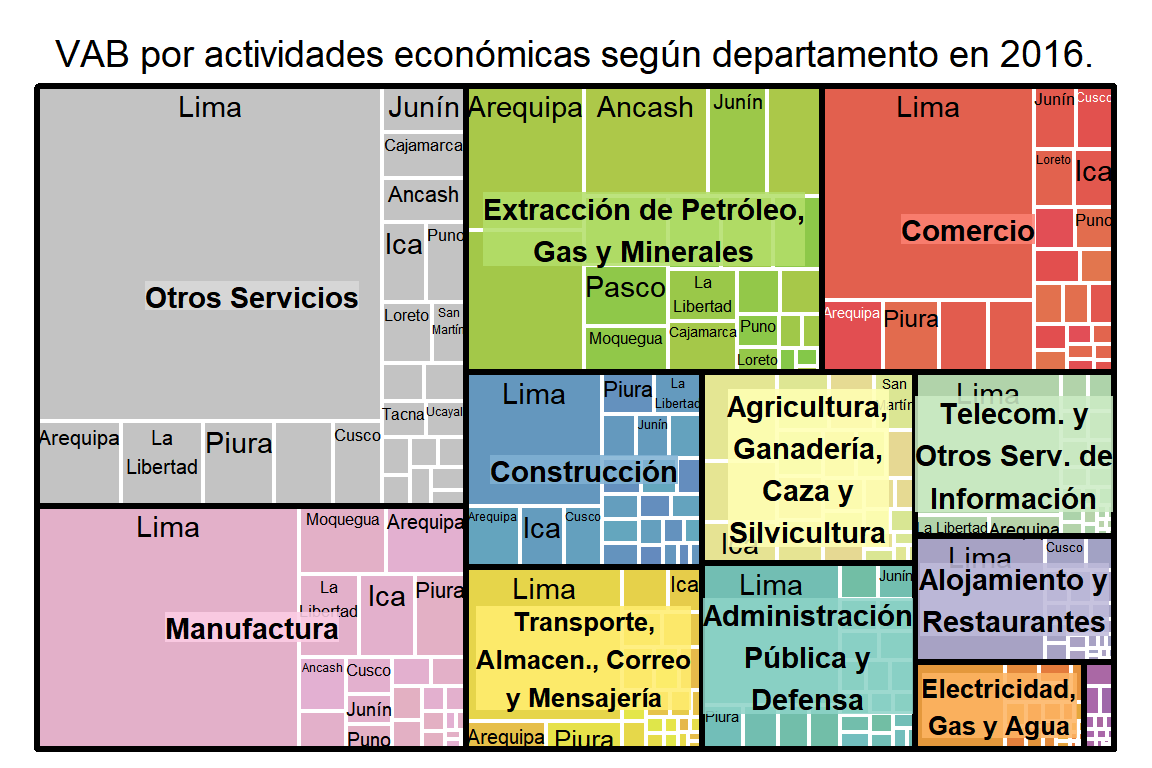 VAB por actividades económicas según departamento en 2016.
Lima
Junín
Cajamarca
Ancash
Ica
Puno
Otros Servicios
Loreto
San
Martín
Tacna
Arequipa
La
Libertad
Piura
Cusco
Arequipa
Ancash
Junín
Extracción de Petróleo,
Gas y Minerales
Pasco
La
Libertad
Moquegua
Cajamarca
Puno
Loreto
Lima
Junín
Cusco
Loreto
Ica
Comercio
Puno
Arequipa
Piura
Lima
Moquegua
Arequipa
La
Libertad
Ica
Piura
Manufactura
Ancash
Cusco
Junín
Puno
Lima
Piura
La
Libertad
Junín
Construcción
Arequipa
Ica
Cusco
San
Agricultura,
Ganadería,
Caza y
Silvicultura
Ica
Lima
Telecom. y
Otros Serv. de
Información
La Libertad
Arequipa
Lima
Ica
Transporte,
Almacen., Correo
y Mensajería
Arequipa
Piura
Lima
Junín
Administración
Pública y
Defensa
Piura
Lima
Cusco
Alojamiento y
Restaurantes
Electricidad,
Gas y Agua